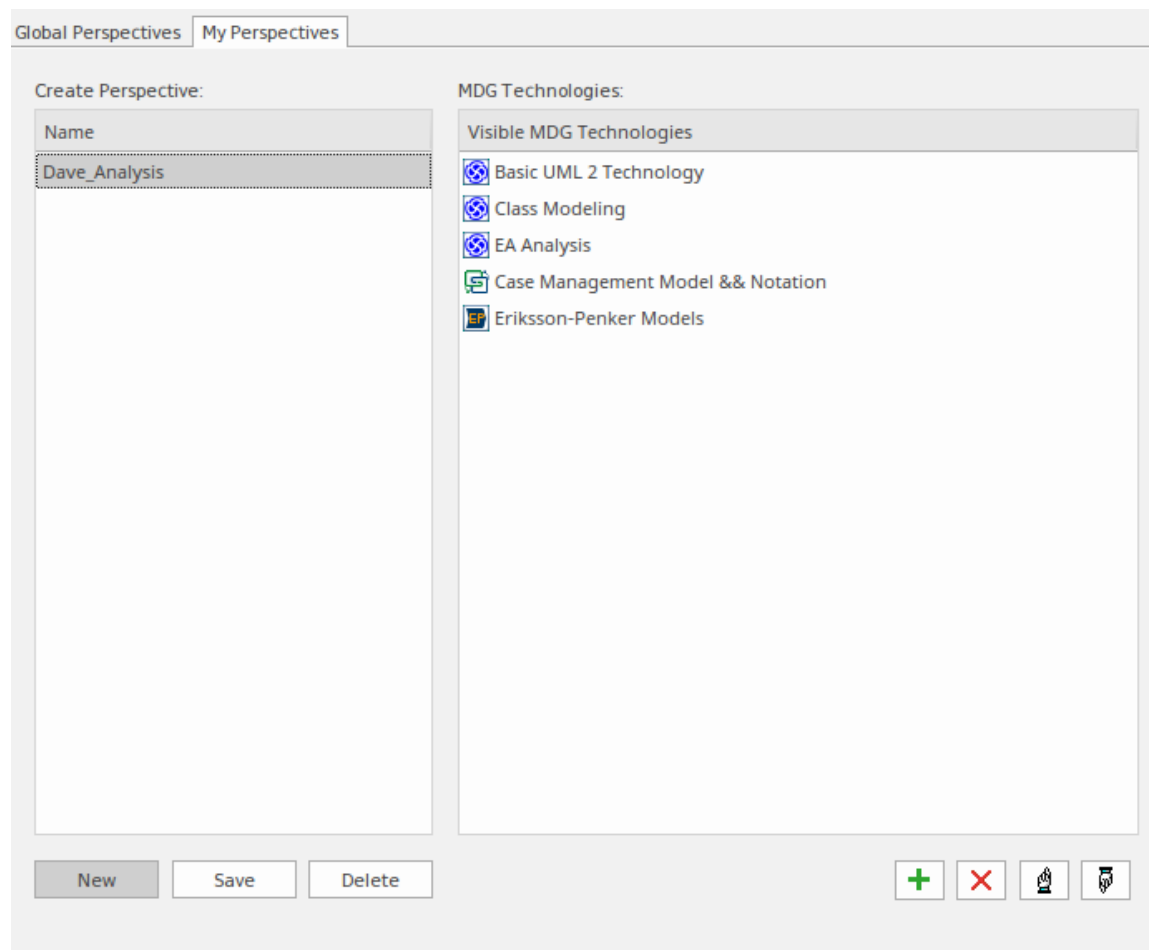 Global Perspectives My Perspectives
Create Perspective:
Name
Dave_Analysis
MDG Technologies:
Visible MDG Technologies
Basic UML 2 Technology
Class Modeling
EA Analysis
Case Management Model && Notation
EP Eriksson-Penker Models
New Save Delete